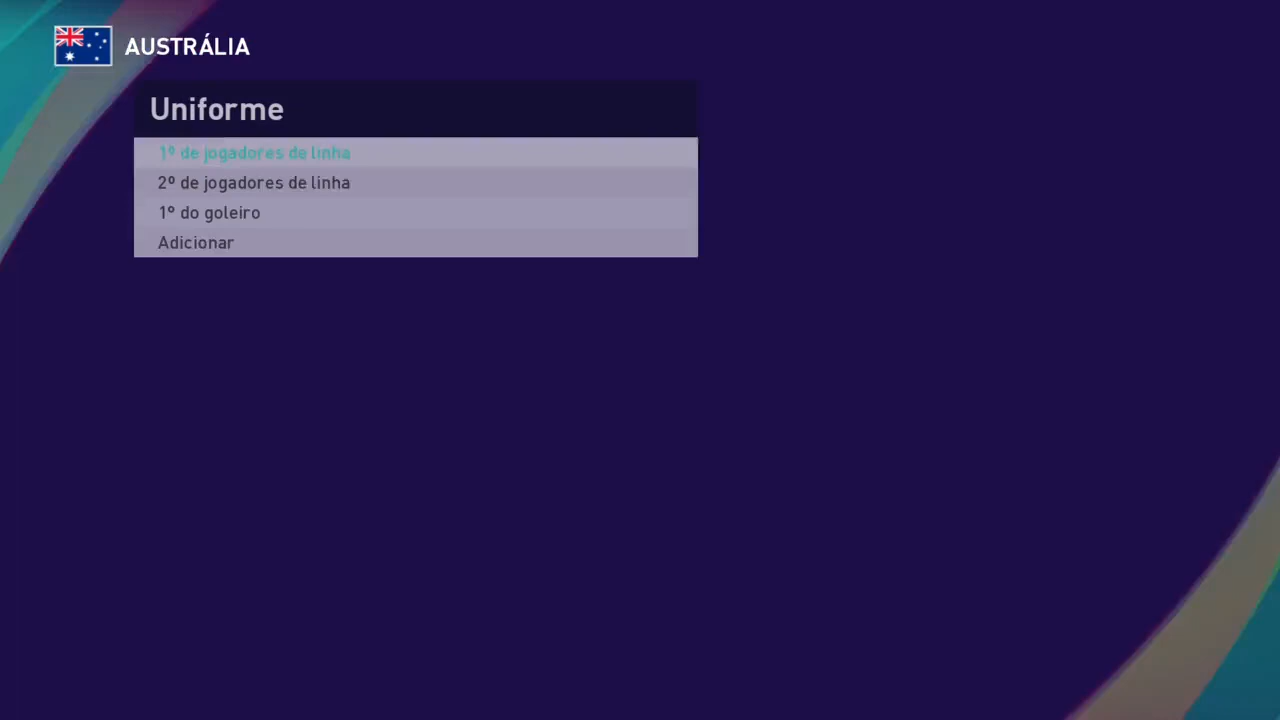 AUSTRÁLIA
Uniforme
1º de jogadores de linha
2º de jogadores de linha
1º do goleiro
Adicionar